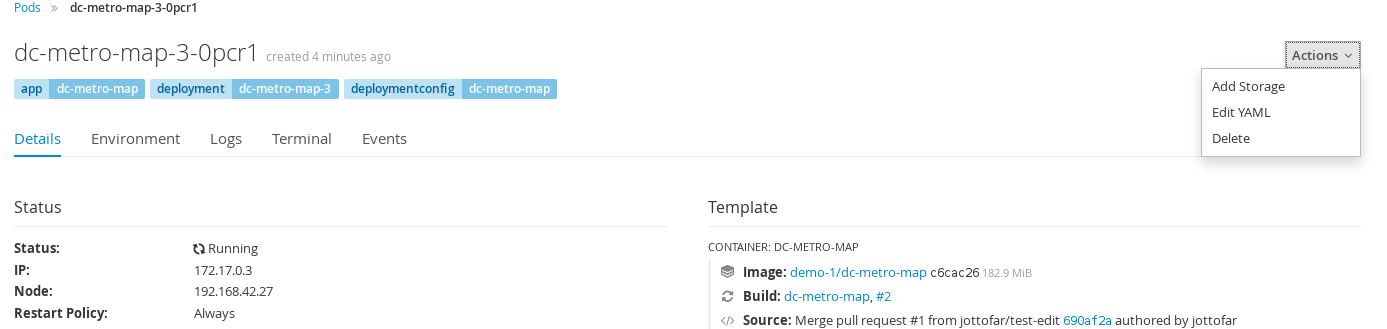 Pods » dc-metro-map-3-0pcr1
dc-metro-map-3-0pcr1 created 4 minutes ago
Actions
app dc-metro-map deployment dc-metro-map-3 deploymentconfig dc-metro-map
Add Storage
Edit YAML
Delete
Details Environment Logs Terminal Events
Status
Status: Running
IP: 172.17.0.3
Node: 192.168.42.27
Restart Policy: Always
Template
CONTAINER: DC-METRO-MAP
Image: demo-1/dc-metro-map c6cac26 182.9 MiB
Build: dc-metro-map, #2
</> Source: Merge pull request #1 from jottofar/test-edit 690af2a authored by jottofar